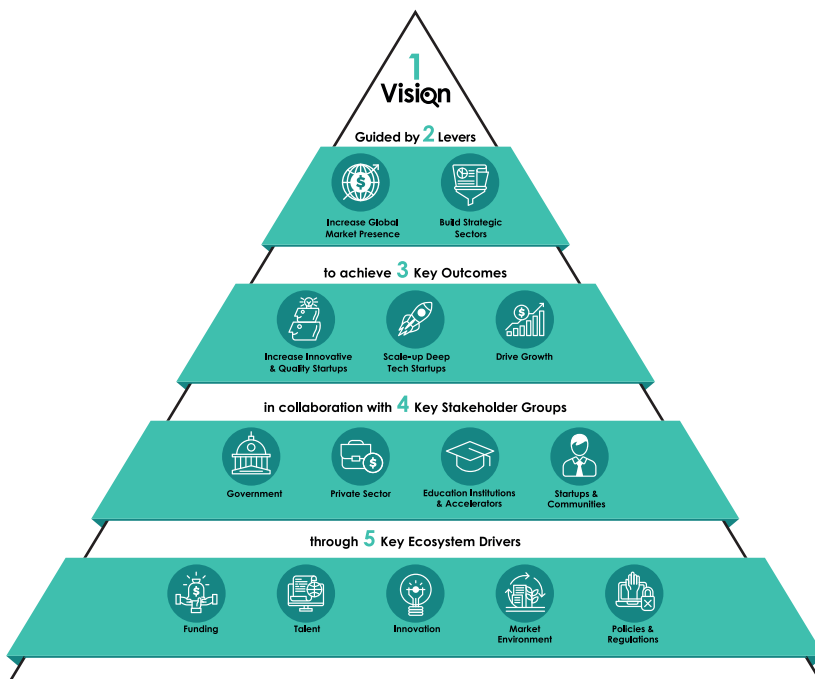 1
Vision
Guided by 2 Levers
Increase Global
Market Presence
Build Strategic
Sectors
to achieve 3 Key Outcomes
Increase Innovative
& Quality Startups
Scale-up Deep
Tech Startups
Drive Growth
in collaboration with 4 Key Stakeholder Groups
Government
Private Sector
Education Institutions
& Accelerators
Startups &
Communities
through 5 Key Ecosystem Drivers
Funding
Talent
Innovation
Market
Environment
Policies &
Regulations